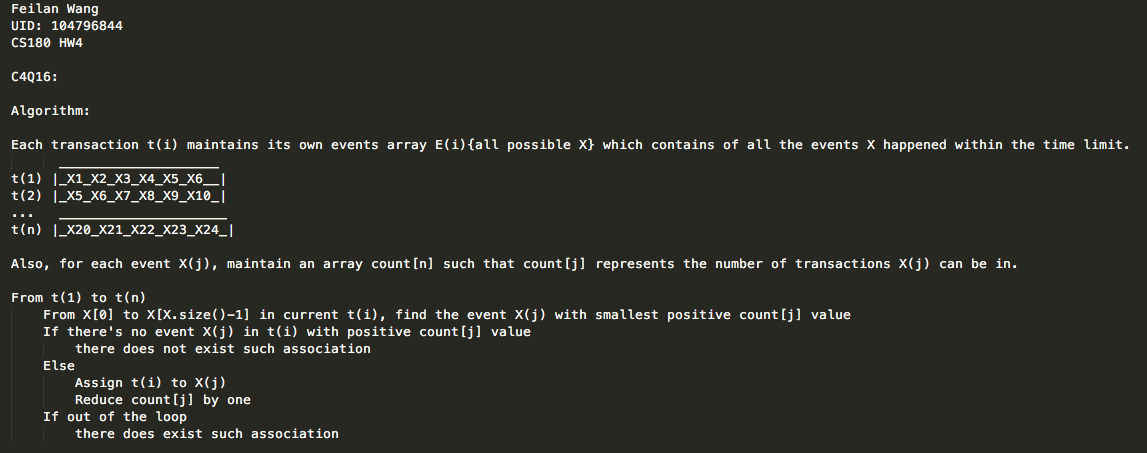 Feilan Wang
UID: 104796844
CS180 HW4
C4Q16:
Algorithm:
Each transaction t(i) maintains its own events array E(i){all possible X} which contains of all the events X happened within the time limit.
____________________
t(1) |_X1_X2_X3_X4_X5_X6__|
t(2) |_X5_X6_X7_X8_X9_X10_|
... _____________________
t(n) |_X20_X21_X22_X23_X24_|
Also, for each event X(j), maintain an array count[n] such that count[j] represents the number of transactions X(j) can be in.
From t(1) to t(n)
From X[0] to X[X.size()-1] in current t(i), find the event X(j) with smallest positive count[j] value
If there's no event X(j) in t(i) with positive count[j] value
there does not exist such association
Else
Assign t(i) to X(j)
Reduce count[j] by one
If out of the loop
there does exist such association